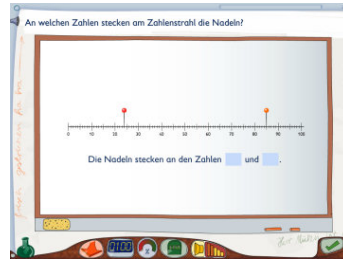 An welchen Zahlen stecken am Zahlenstrahl die Nadeln?
0 10 20 30 40 50 60 70 80 90 100
Die Nadeln stecken an den Zahlen und .